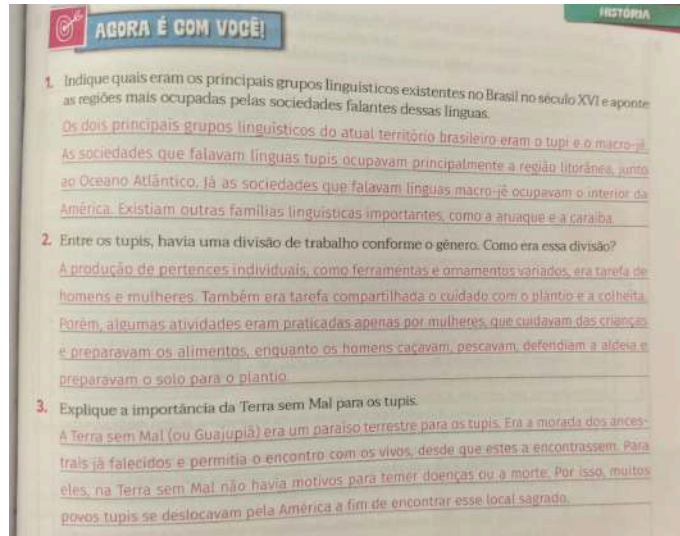 HISTÓRIA
AGORA É COM VOCÊ!
1. Indique quais eram os principais grupos linguísticos existentes no Brasil no século XVI e aponte
as regiões mais ocupadas pelas sociedades falantes dessas línguas.
Os dois principais grupos linguísticos do atual território brasileiro eram o tupi e o macro-jê.
As sociedades que falavam línguas tupis ocupavam principalmente a região litorânea, junto
ao Oceano Atlântico. Já as sociedades que falavam línguas macro-jê ocupavam o interior da
América. Existiam outras famílias linguísticas importantes, como a aruaque e a caraíba.
2. Entre os tupis, havia uma divisão de trabalho conforme o gênero. Como era essa divisão?
A produção de pertences individuais, como ferramentas e ornamentos variados, era tarefa de
homens e mulheres. Também era tarefa compartilhada o cuidado com o plantio e a colheita.
Porém, algumas atividades eram praticadas apenas por mulheres, que cuidavam das crianças
e preparavam os alimentos, enquanto os homens caçavam, pescavam, defendiam a aldeia e
preparavam o solo para o plantio.
3. Explique a importância da Terra sem Mal para os tupis.
A Terra sem Mal (ou Guajupiá) era um paraíso terrestre para os tupis. Era a morada dos ances-
trais já falecidos e permitia o encontro com os vivos, desde que estes a encontrassem. Para
eles, na Terra sem Mal não havia motivos para temer doenças ou a morte. Por isso, muitos
povos tupis se deslocavam pela América a fim de encontrar esse local sagrado.